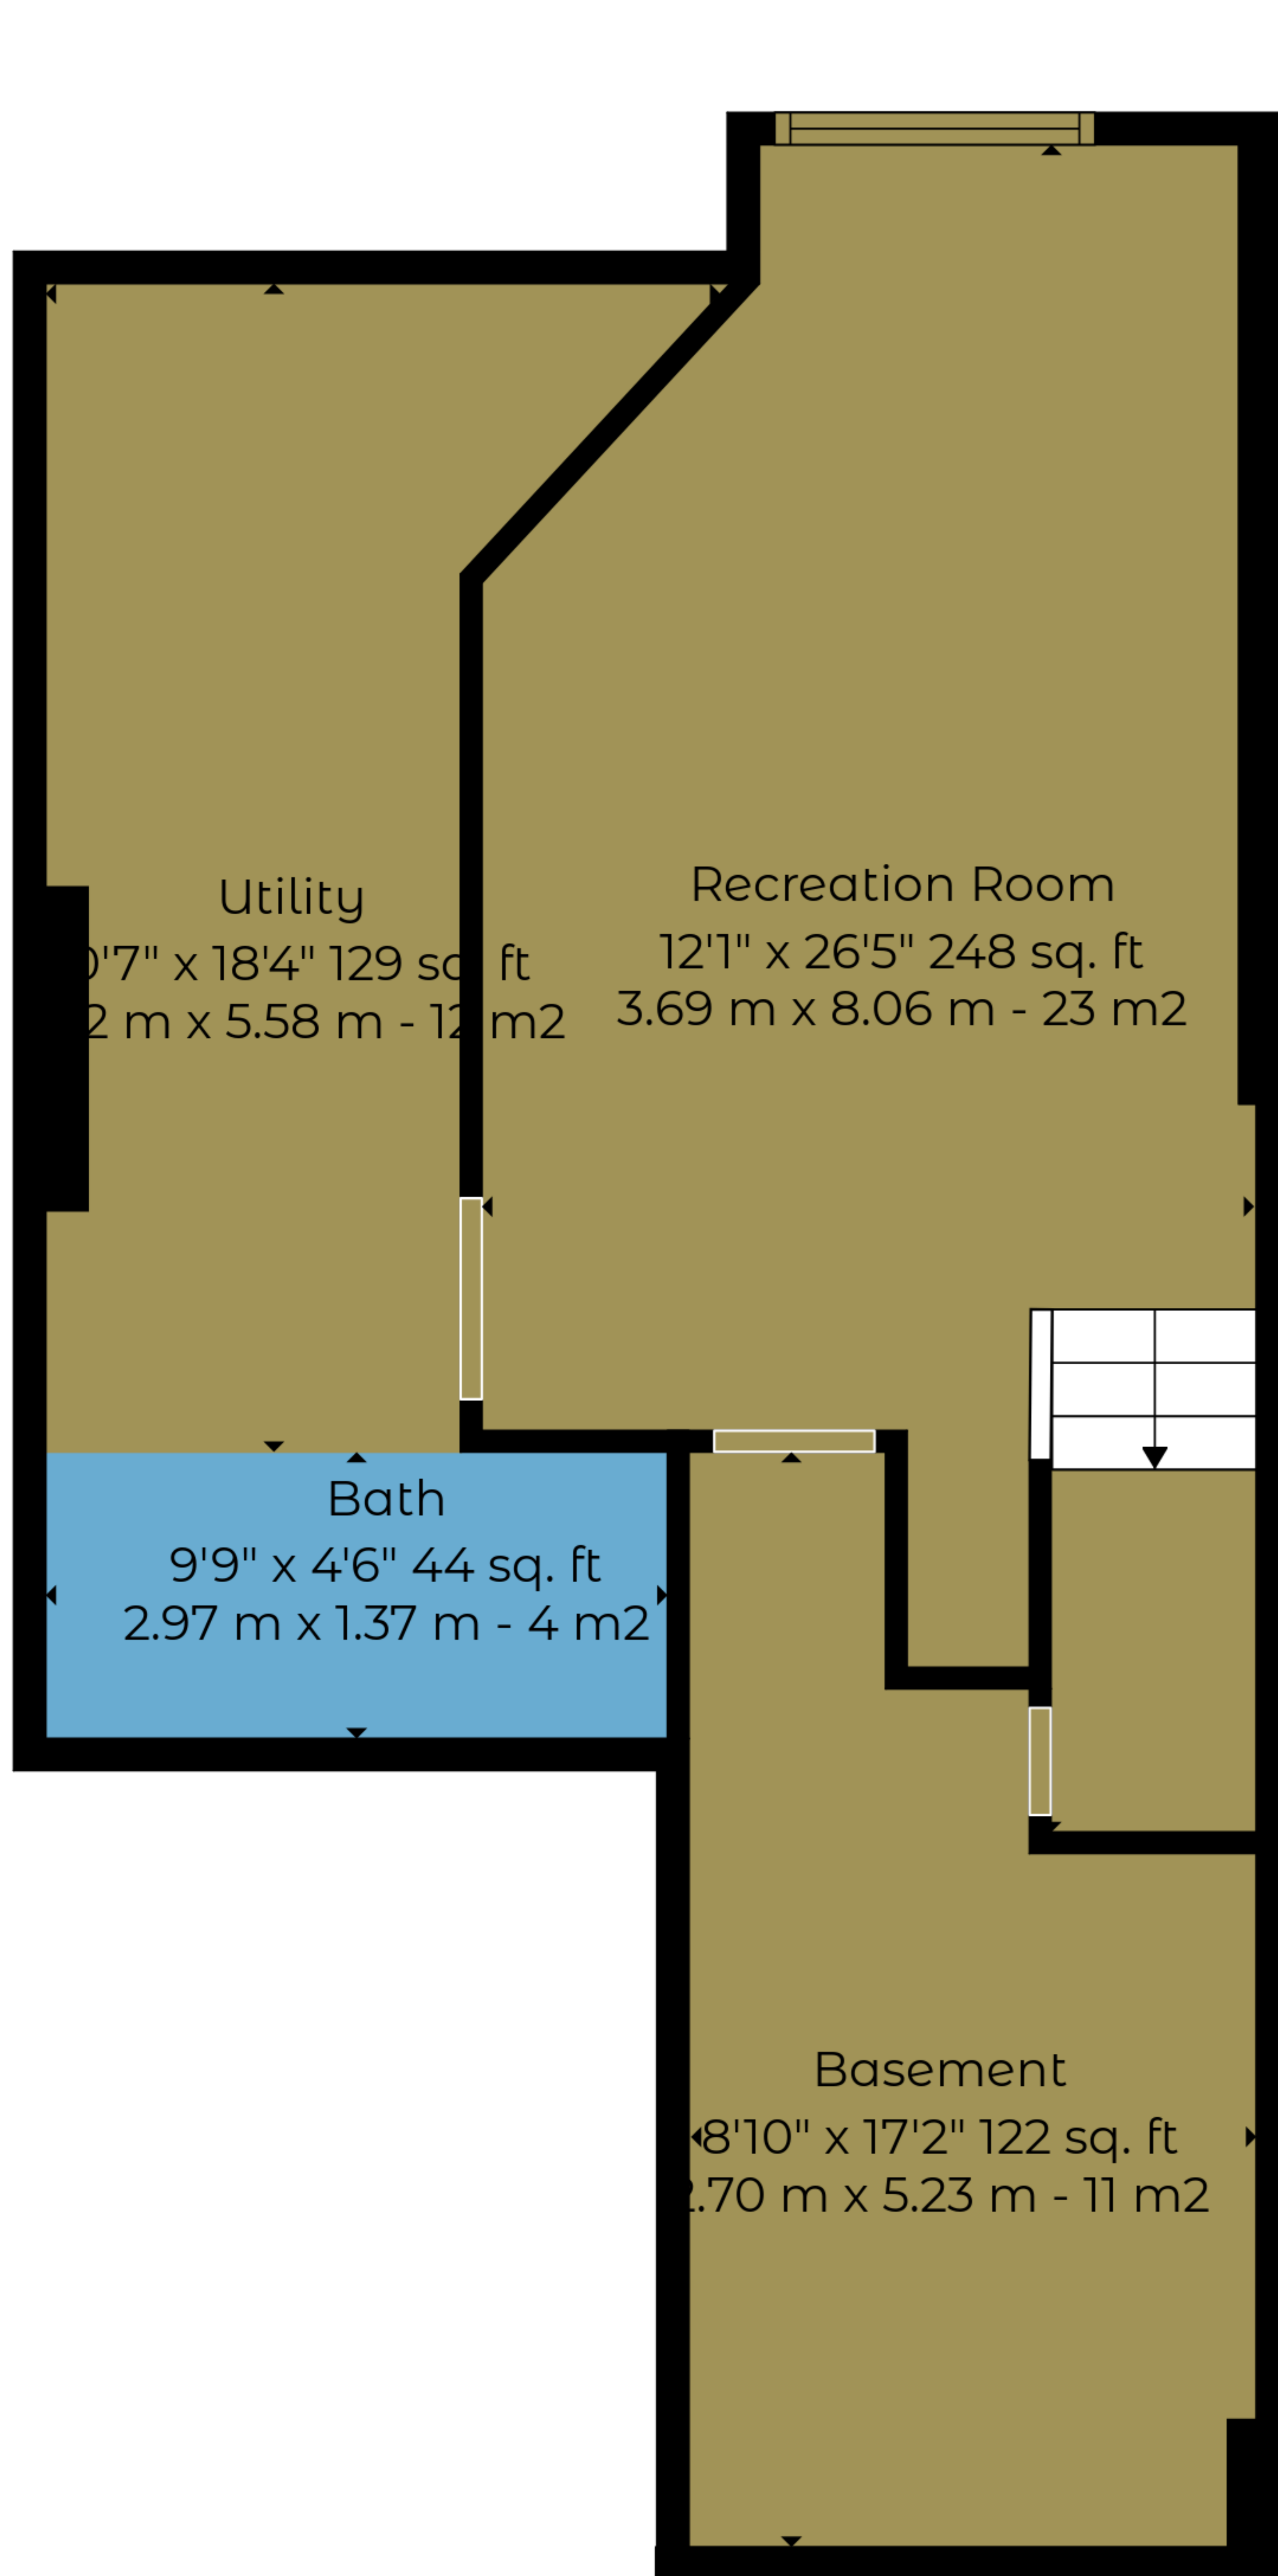 Utility
0'7" x 18'4" 129 sq. ft
2 m x 5.58 m - 12 m2
Recreation Room
12'1" x 26'5" 248 sq. ft
3.69 m x 8.06 m - 23 m2
Bath
9'9" x 4'6" 44 sq. ft
2.97 m x 1.37 m - 4 m2
Basement
8'10" x 17'2" 122 sq. ft
2.70 m x 5.23 m - 11 m2